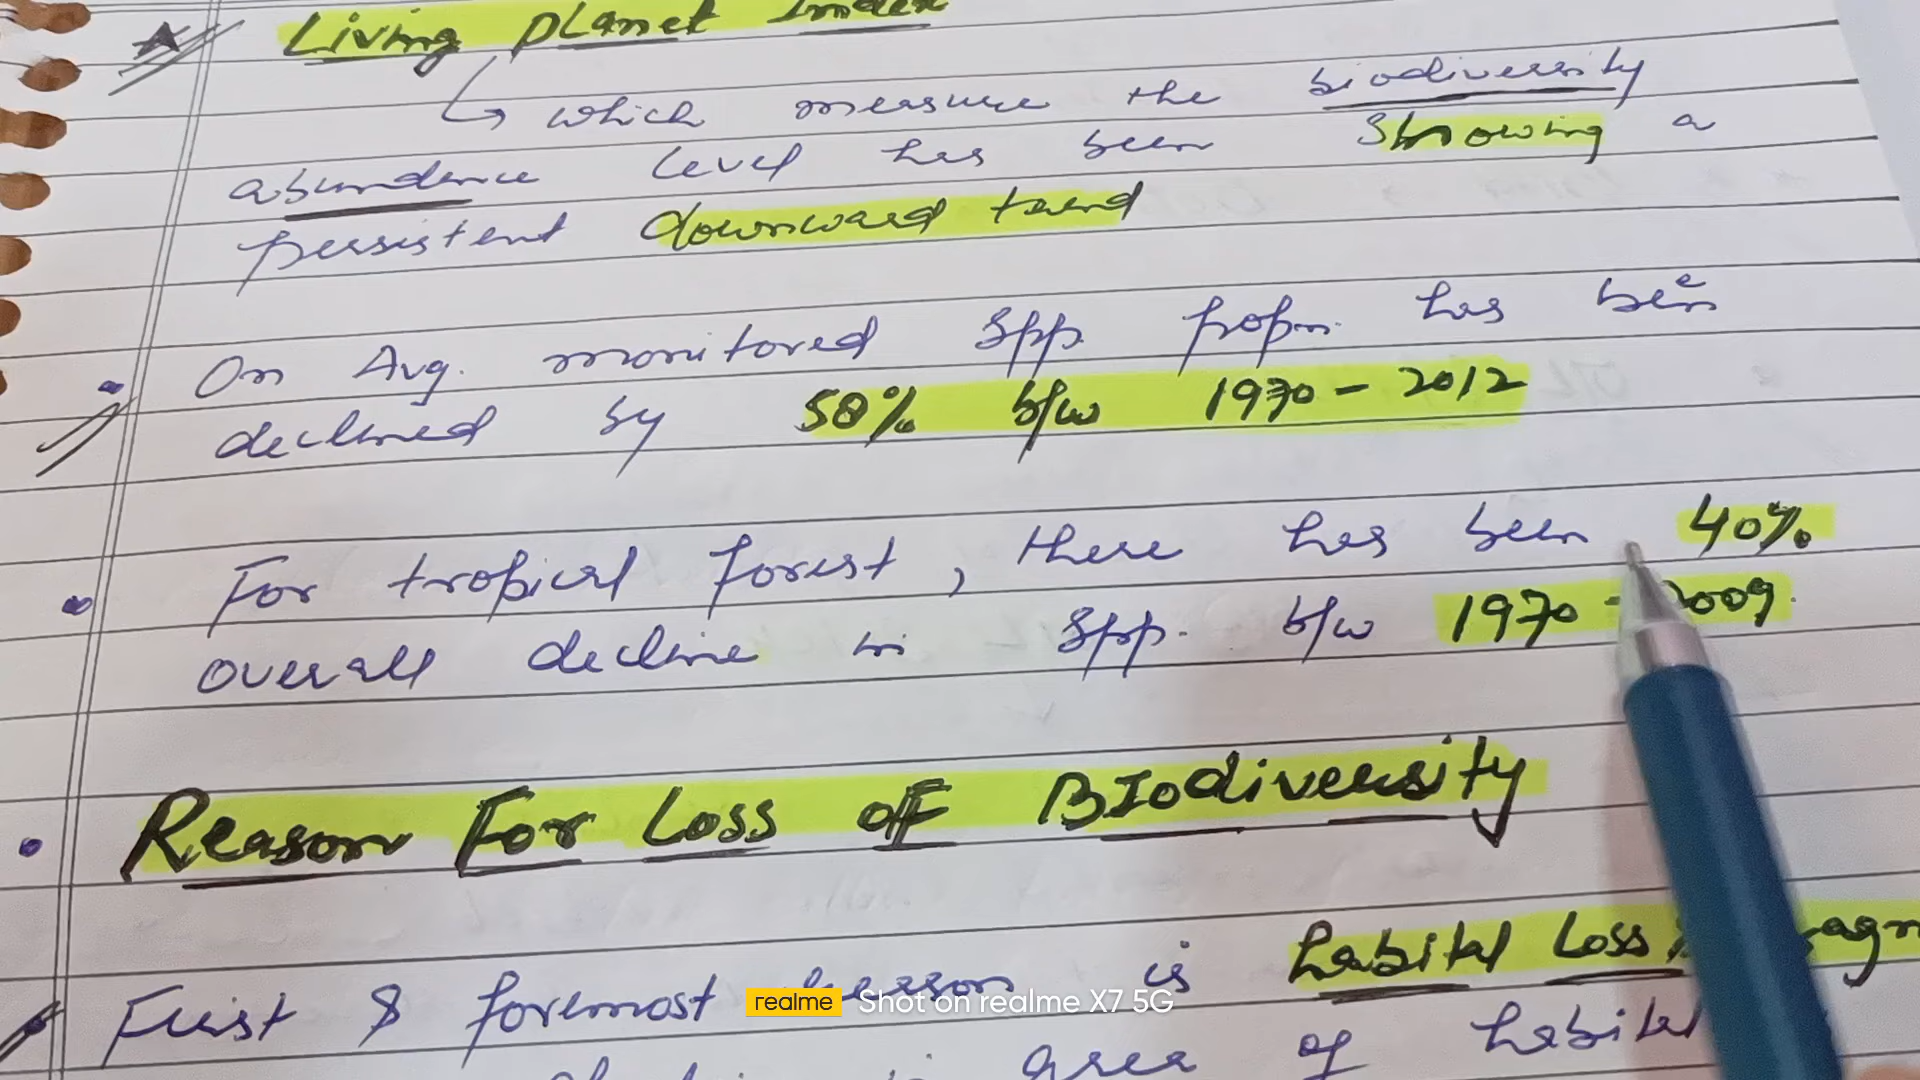 Living planet Index
↳ which measure the biodiversity
abundence level has been showing a
persistent downward trend
On Avg. monitored spp. popn. has been
declined by 58% b/w 1970 - 2012
For tropical forest, there has been 40%
overall decline in spp. b/w 1970 - 2009.
Reason For Loss of BIodiversity
First & foremost reason is habital Loss
area of habital
realme Shot on realme X7 5G